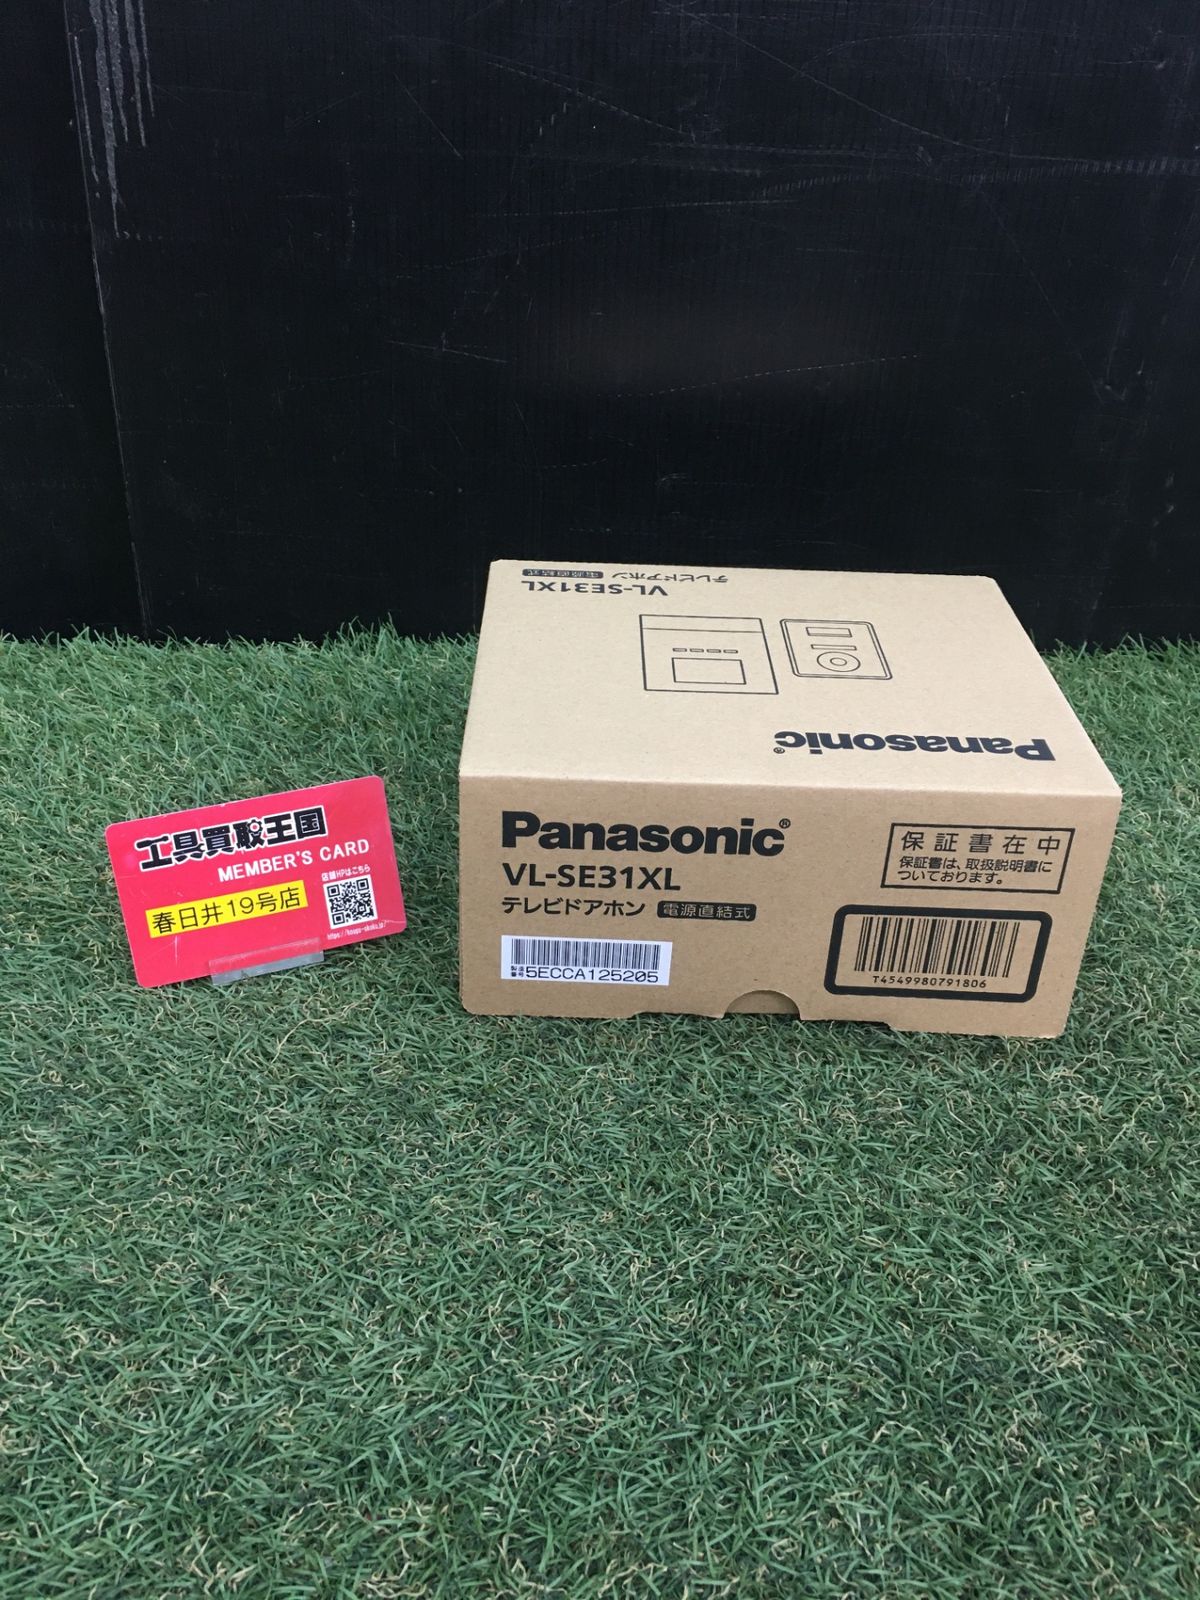 テレビドアホン 電源直結式
VL-SE31XL
Panasonic®
Panasonic®
VL-SE31XL
テレビドアホン 電源直結式
製造番号 5ECCA125205
保証書在中
保証書は、取扱説明書に
ついております。
T4549980791806
工具買取王国
MEMBER'S CARD
春日井19号店
店舗HPはこちら